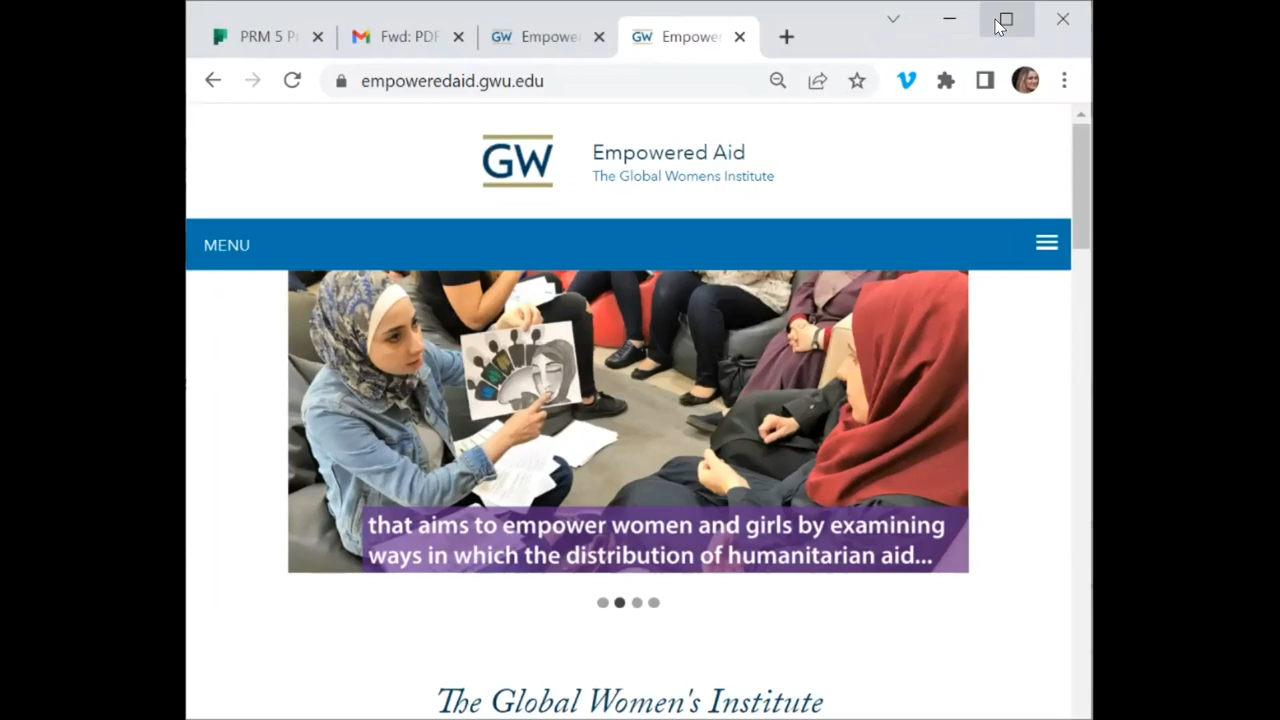 PRM 5 P
Fwd: PDF
Empowe
Empower
empoweredaid.gwu.edu
GW
Empowered Aid
The Global Womens Institute
MENU
that aims to empower women and girls by examining
ways in which the distribution of humanitarian aid...
The Global Women's Institute